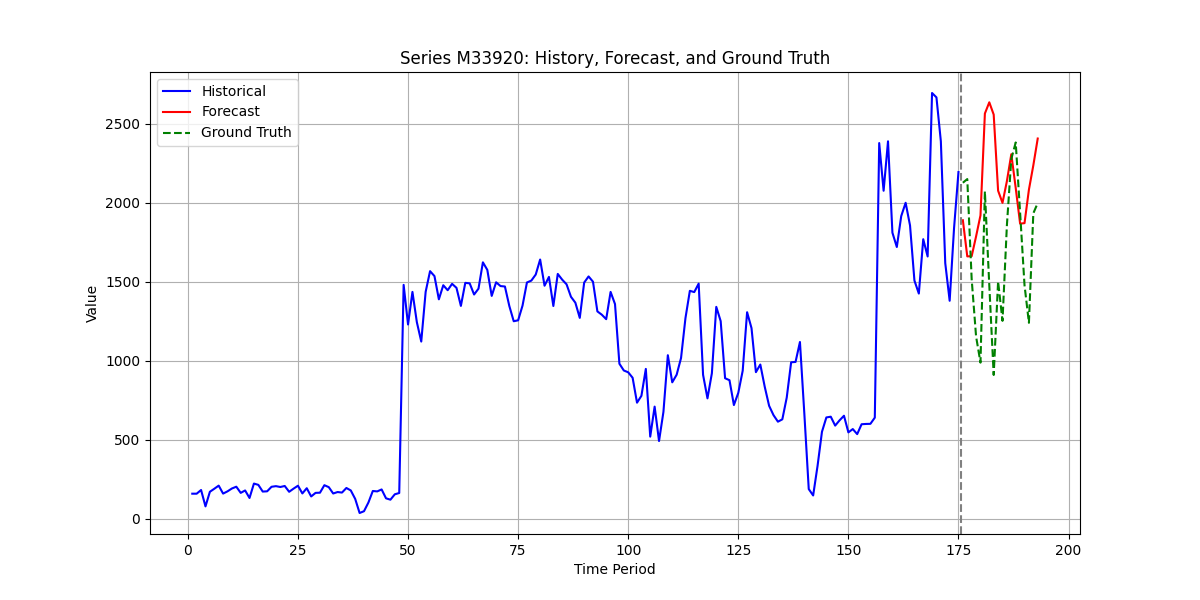 Series M33920: History, Forecast, and Ground Truth
Historical
Forecast
Ground Truth
2500
2000
1500
1000
500
0
Value
0 25 50 75 100 125 150 175 200
Time Period